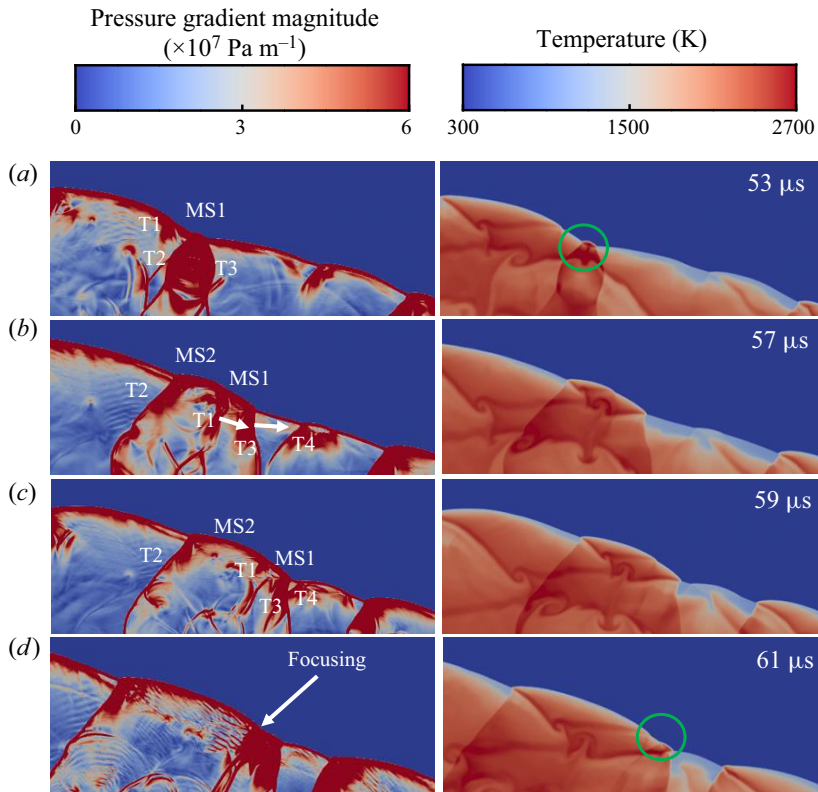 Pressure gradient magnitude
(×10⁷ Pa m⁻¹)
Temperature (K)
0 3 6
300 1500 2700
(a)
T1 MS1
T2 T3
53 μs
(b)
MS2
T2 MS1
T1
T3 T4
57 μs
(c)
MS2
T2 MS1
T1
T3 T4
59 μs
(d)
Focusing
61 μs